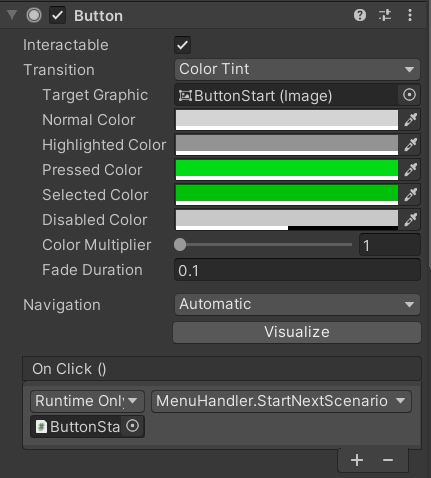 Button
Interactable
Transition Color Tint
Target Graphic ButtonStart (Image)
Normal Color
Highlighted Color
Pressed Color
Selected Color
Disabled Color
Color Multiplier 1
Fade Duration 0.1
Navigation Automatic
Visualize
On Click ()
Runtime Only MenuHandler.StartNextScenario
ButtonSta